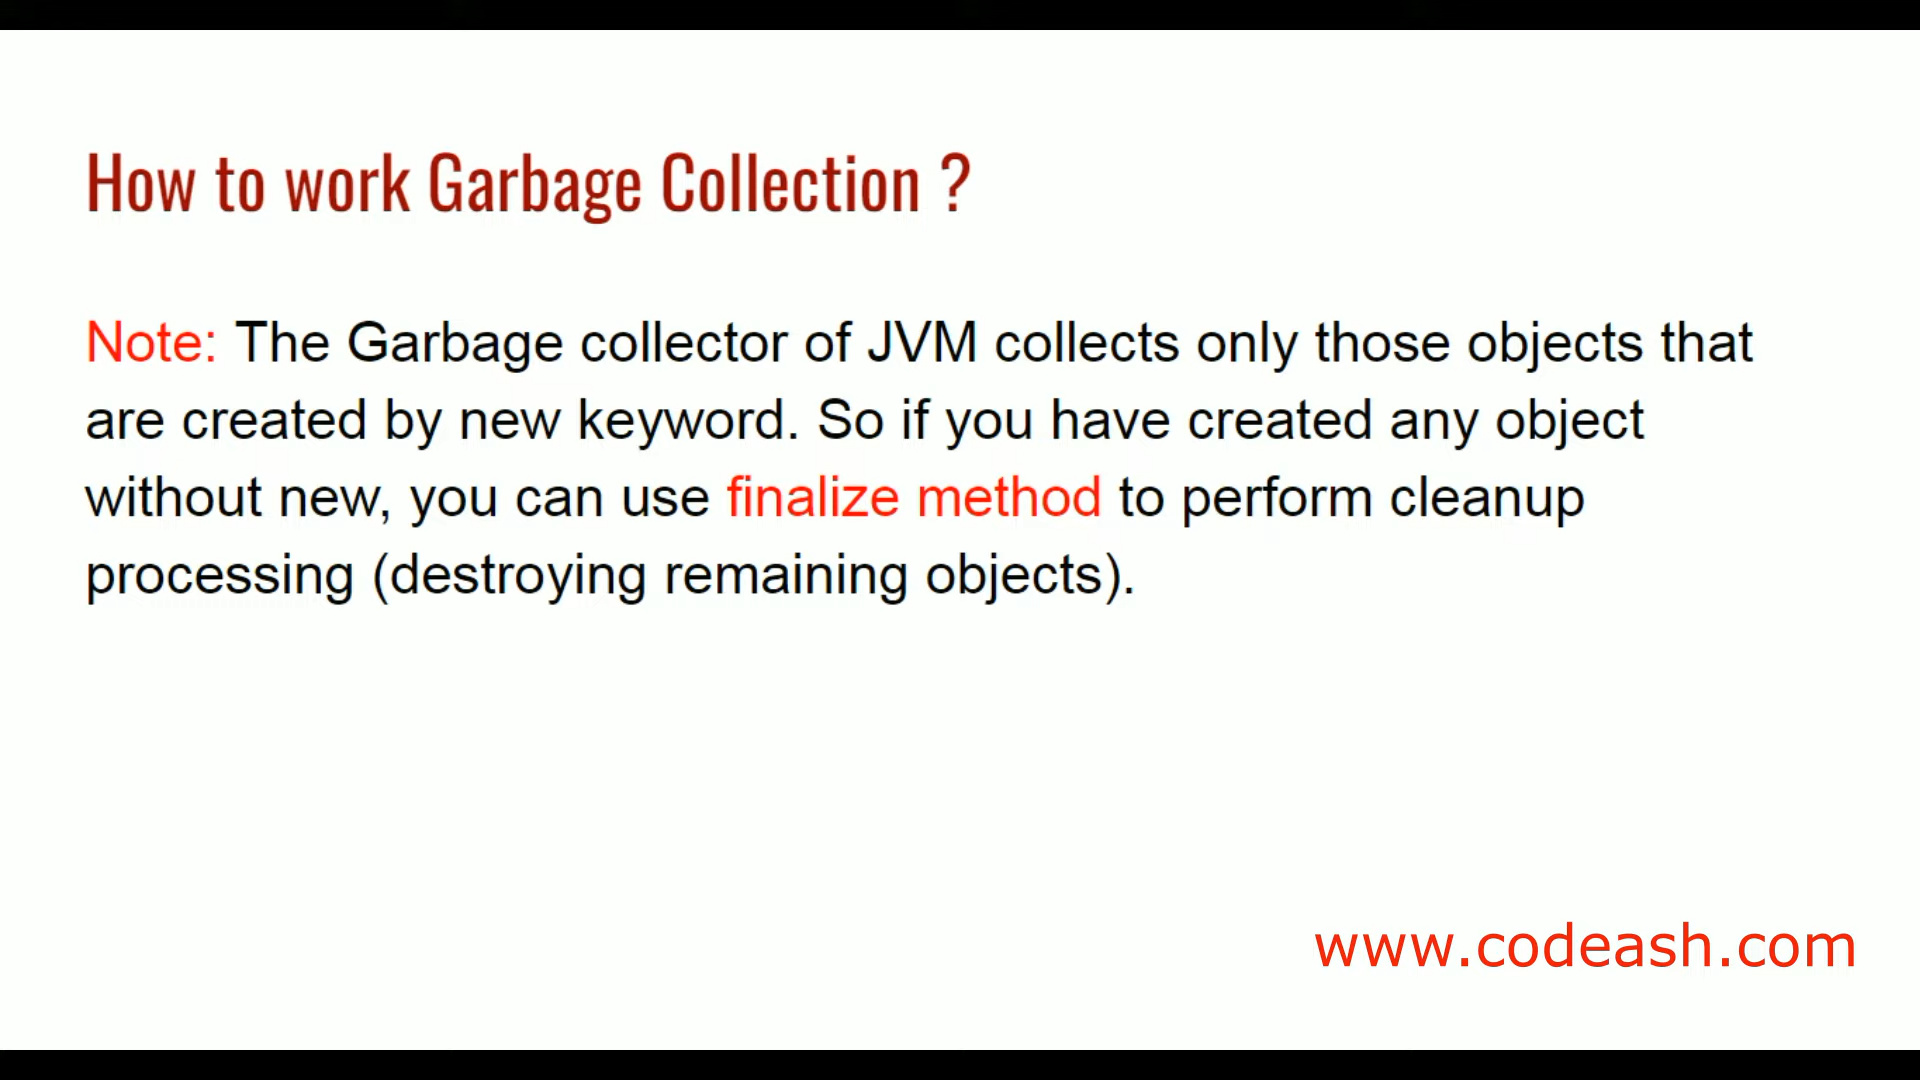 How to work Garbage Collection ?
Note: The Garbage collector of JVM collects only those objects that
are created by new keyword. So if you have created any object
without new, you can use finalize method to perform cleanup
processing (destroying remaining objects).
www.codeash.com